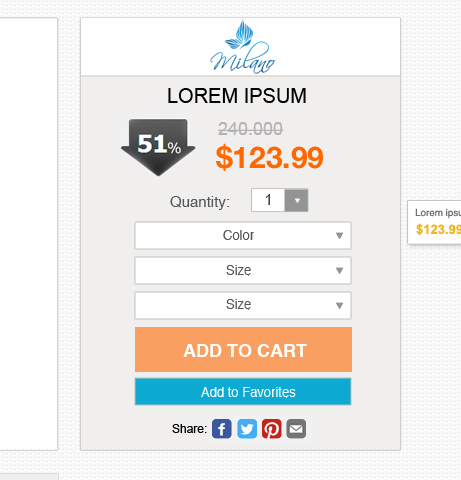 Milano
LOREM IPSUM
51%
240.000
$123.99
Quantity: 1
Color
Size
Size
ADD TO CART
Add to Favorites
Share:
Lorem ipsu
$123.99